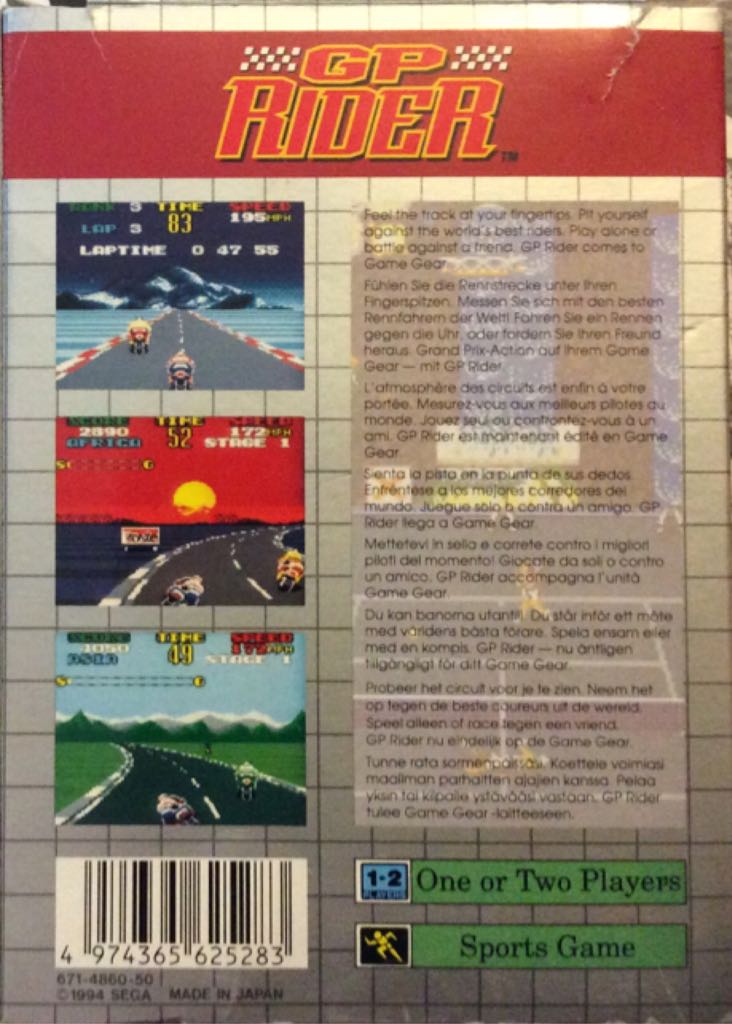 GP
RIDER™
RANK 3 TIME SPEED
83 195MPH
LAP 3
LAPTIME 0 47 55
Feel the track at your fingertips. Pit yourself
against the world's best riders. Play alone or
battle against a friend. GP Rider comes to
Game Gear.
Fühlen Sie die Rennstrecke unter Ihren
Fingerspitzen. Messen Sie sich mit den besten
Rennfahrern der Welt! Fahren Sie ein Rennen
gegen die Uhr, oder fordern Sie Ihren Freund
heraus. Grand Prix-Action auf Ihrem Game
Gear — mit GP Rider.
L'atmosphère des circuits est enfin à votre
portée. Mesurez-vous aux meilleurs pilotes du
monde. Jouez seul ou confrontez-vous à un
ami. GP Rider est maintenant édité en Game
Gear.
Sienta la pista en la punta de sus dedos.
Enfréntese a los mejores corredores del
mundo. Juegue solo o contra un amigo. GP
Rider llega a Game Gear.
Mettetevi in sella e correte contro i migliori
piloti del momento! Giocate da soli o contro
un amico. GP Rider accompagna l'unità
Game Gear.
Du kan banorna utantill. Du står inför ett möte
med världens bästa förare. Spela ensam eller
med en kompis. GP Rider — nu äntligen
tillgängligt för ditt Game Gear.
Probeer het circuit voor je te zien. Neem het
op tegen de beste coureurs uit de wereld.
Speel alleen of race tegen een vriend.
GP Rider nu eindelijk op de Game Gear.
Tunne rata sormenpäissäsi. Koettele voimiasi
maailman parhaitten ajajien kanssa. Pelaa
yksin tai kilpaile ystävääsi vastaan. GP Rider
tulee Game Gear -laitteeseen.
SCORE TIME SPEED
2890 52 172MPH
AFRICA STAGE 1
S G
SCORE TIME SPEED
49 172MPH
ASIA STAGE 1
S G
1·2
PLAYERS
One or Two Players
Sports Game
4 974365 625283
671-4860-50
©1994 SEGA MADE IN JAPAN